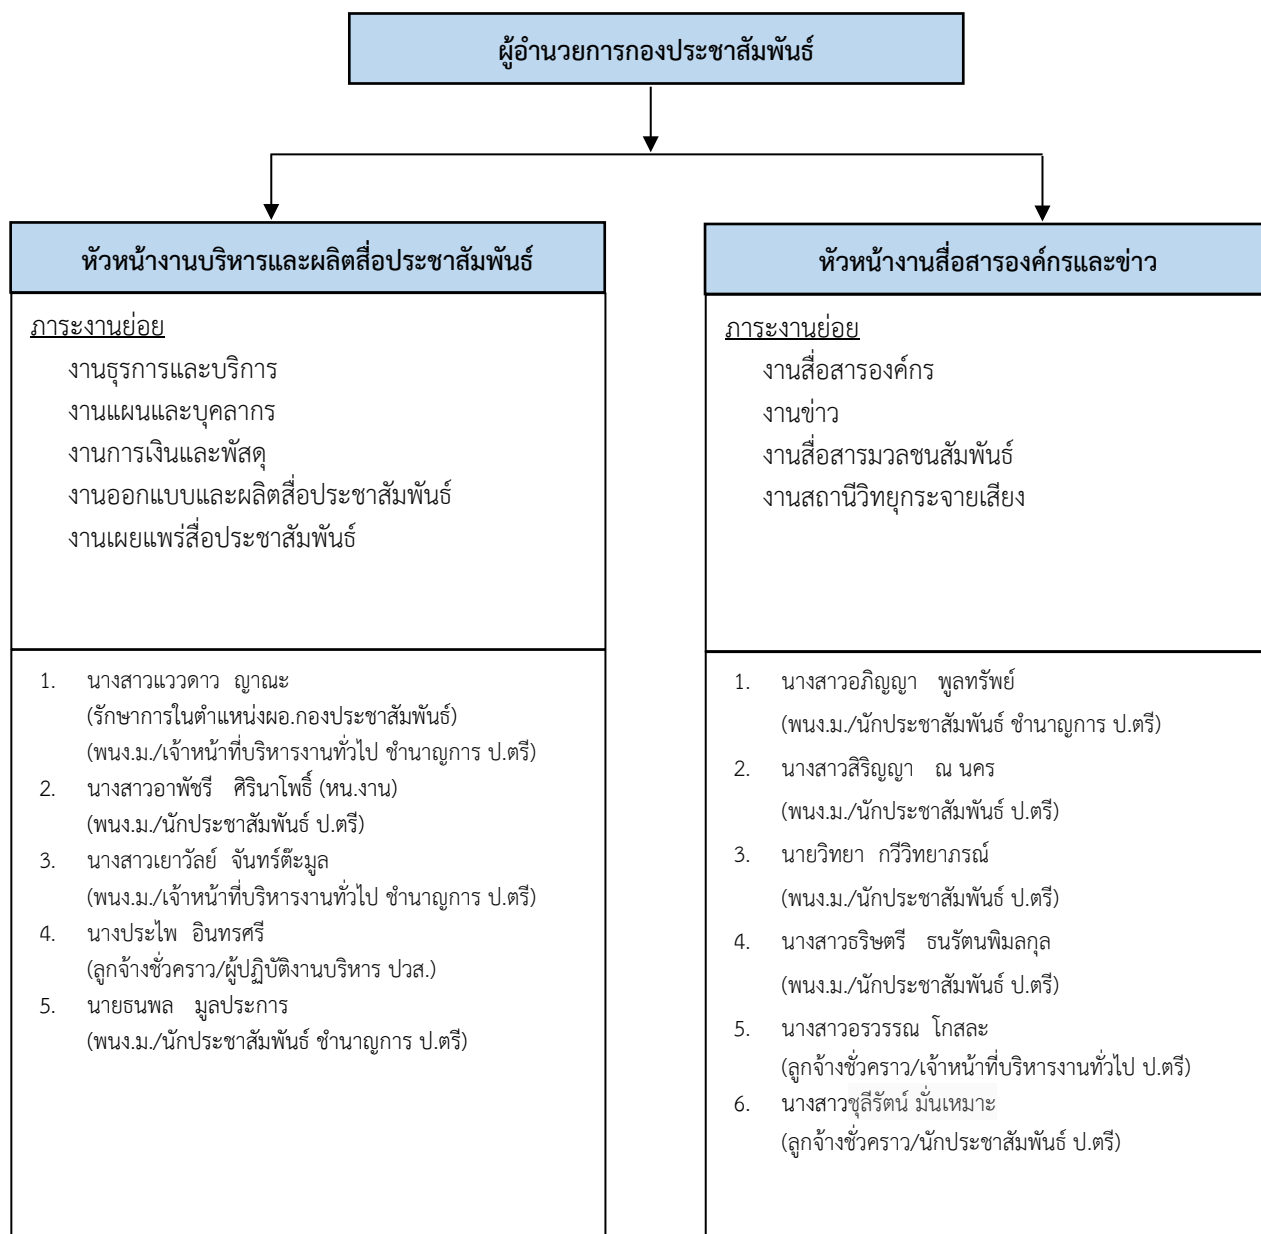 ผู้อำนวยการกองประชาสัมพันธ์
หัวหน้างานบริหารและผลิตสื่อประชาสัมพันธ์
ภาระงานย่อย
งานธุรการและบริการ
งานแผนและบุคลากร
งานการเงินและพัสดุ
งานออกแบบและผลิตสื่อประชาสัมพันธ์
งานเผยแพร่สื่อประชาสัมพันธ์
1. นางสาวแววดาว ญาณะ
(รักษาการในตำแหน่งผอ.กองประชาสัมพันธ์)
(พนง.ม./เจ้าหน้าที่บริหารงานทั่วไป ชำนาญการ ป.ตรี)
2. นางสาวอาพัชรี ศิรินาโพธิ์ (หน.งาน)
(พนง.ม./นักประชาสัมพันธ์ ป.ตรี)
3. นางสาวเยาวัลย์ จันทร์ต๊ะมูล
(พนง.ม./เจ้าหน้าที่บริหารงานทั่วไป ชำนาญการ ป.ตรี)
4. นางประไพ อินทรศรี
(ลูกจ้างชั่วคราว/ผู้ปฏิบัติงานบริหาร ปวส.)
5. นายธนพล มูลประการ
(พนง.ม./นักประชาสัมพันธ์ ชำนาญการ ป.ตรี)
หัวหน้างานสื่อสารองค์กรและข่าว
ภาระงานย่อย
งานสื่อสารองค์กร
งานข่าว
งานสื่อสารมวลชนสัมพันธ์
งานสถานีวิทยุกระจายเสียง
1. นางสาวอภิญญา พูลทรัพย์
(พนง.ม./นักประชาสัมพันธ์ ชำนาญการ ป.ตรี)
2. นางสาวสิริญญา ณ นคร
(พนง.ม./นักประชาสัมพันธ์ ป.ตรี)
3. นายวิทยา กวีวิทยาภรณ์
(พนง.ม./นักประชาสัมพันธ์ ป.ตรี)
4. นางสาวธริษตรี ธนรัตนพิมลกุล
(พนง.ม./นักประชาสัมพันธ์ ป.ตรี)
5. นางสาวอรวรรณ โกสละ
(ลูกจ้างชั่วคราว/เจ้าหน้าที่บริหารงานทั่วไป ป.ตรี)
6. นางสาวชุลีรัตน์ มั่นเหมาะ
(ลูกจ้างชั่วคราว/นักประชาสัมพันธ์ ป.ตรี)